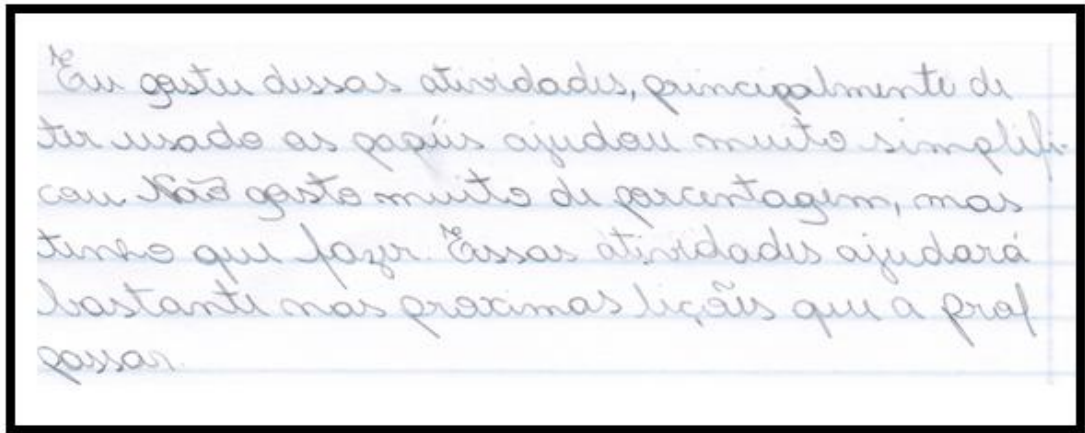 Eu gostei dessas atividades, principalmente de
ter usado os papéis ajudou muito simplifi-
cou. Não gosto muito de porcentagem, mas
tenho que fazer. Essas atividades ajudará
bastante nas proximas lições que a prof
passar.